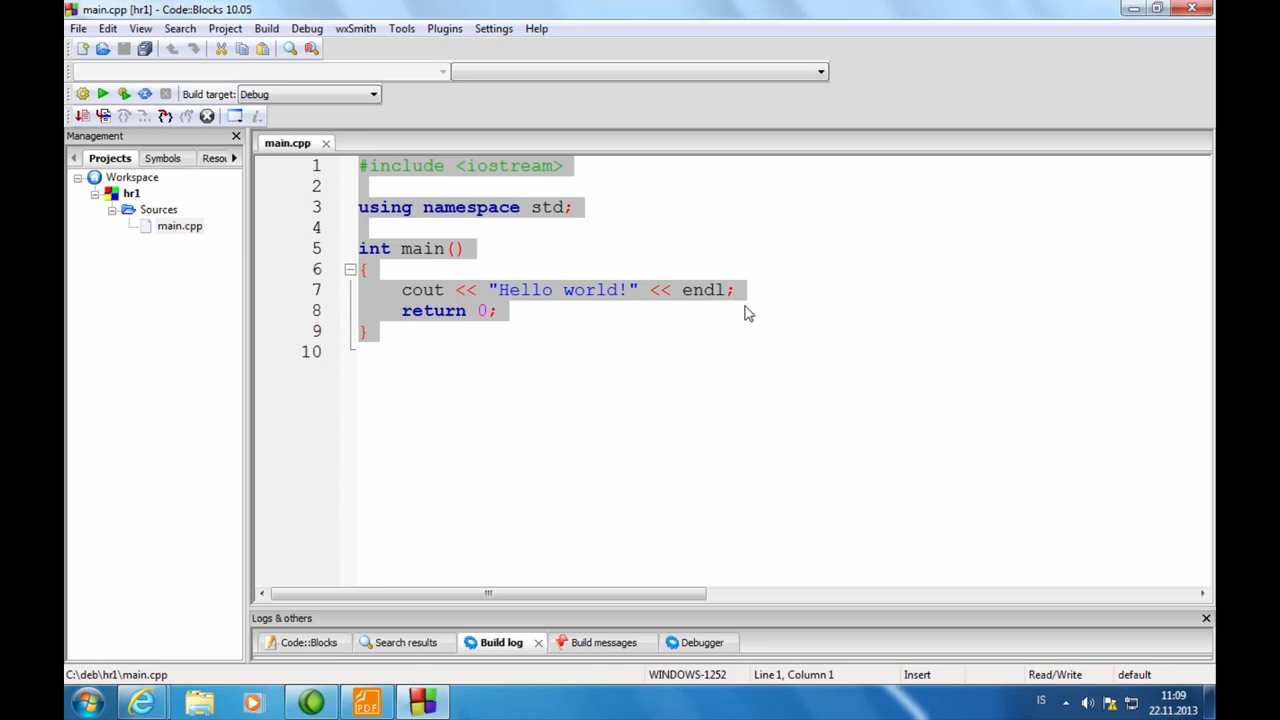 main.cpp [hr1] - Code::Blocks 10.05
File Edit View Search Project Build Debug wxSmith Tools Plugins Settings Help
Build target: Debug
Management
Projects Symbols Resou
main.cpp
Workspace
hr1
Sources
main.cpp
1 #include <iostream>
2
3 using namespace std;
4
5 int main()
6 {
7 cout << "Hello world!" << endl;
8 return 0;
9 }
10
Logs & others
Code::Blocks Search results Build log Build messages Debugger
C:\deb\hr1\main.cpp WINDOWS-1252 Line 1, Column 1 Insert Read/Write default
PDF IS 11:09
22.11.2013